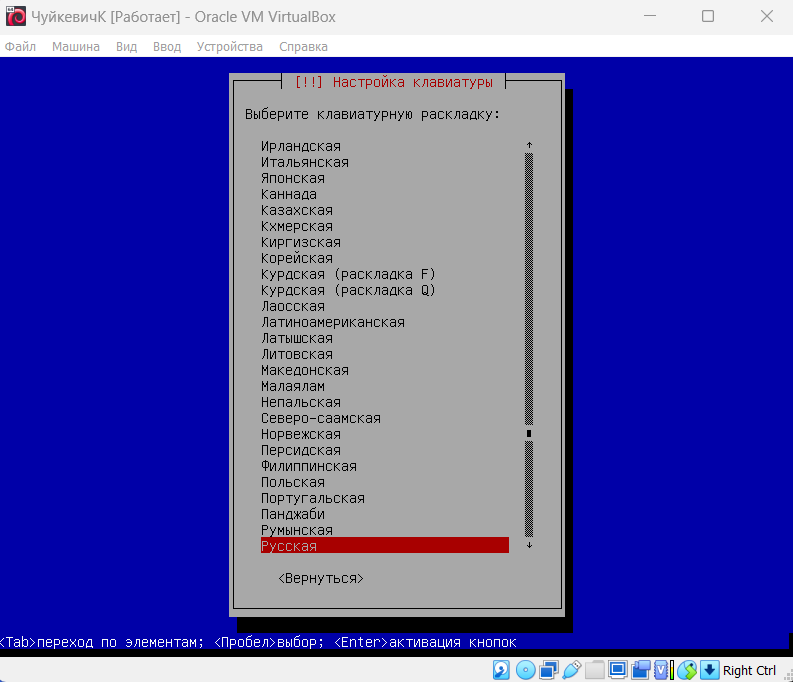 ЧуйкевичК [Работает] - Oracle VM VirtualBox
Файл Машина Вид Ввод Устройства Справка
[!!] Настройка клавиатуры
Выберите клавиатурную раскладку:
Ирландская
Итальянская
Японская
Каннада
Казахская
Кхмерская
Киргизская
Корейская
Курдская (раскладка F)
Курдская (раскладка Q)
Лаосская
Латиноамериканская
Латышская
Литовская
Македонская
Малаялам
Непальская
Северо-саамская
Норвежская
Персидская
Филиппинская
Польская
Португальская
Панджаби
Румынская
Русская
<Вернуться>
<Tab>переход по элементам; <Пробел>выбор; <Enter>активация кнопок
Right Ctrl